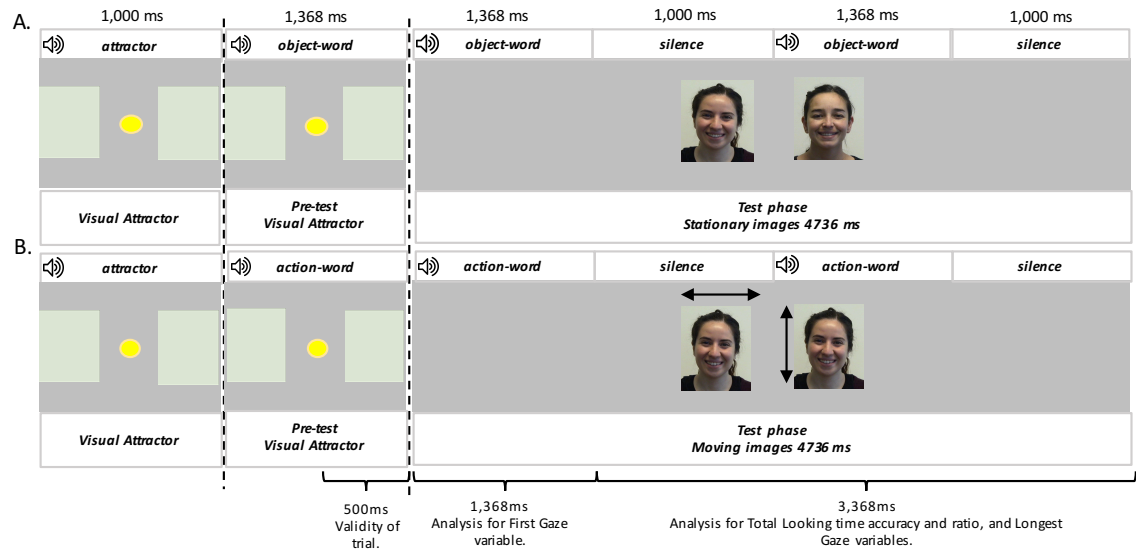 1,000 ms 1,368 ms 1,368 ms 1,000 ms 1,368 ms 1,000 ms
A.
attractor object-word object-word silence object-word silence
Visual Attractor
Pre-test
Visual Attractor
Test phase
Stationary images 4736 ms
B.
attractor action-word action-word silence action-word silence
Visual Attractor
Pre-test
Visual Attractor
Test phase
Moving images 4736 ms
500ms
Validity of
trial.
1,368ms
Analysis for First Gaze
variable.
3,368ms
Analysis for Total Looking time accuracy and ratio, and Longest
Gaze variables.